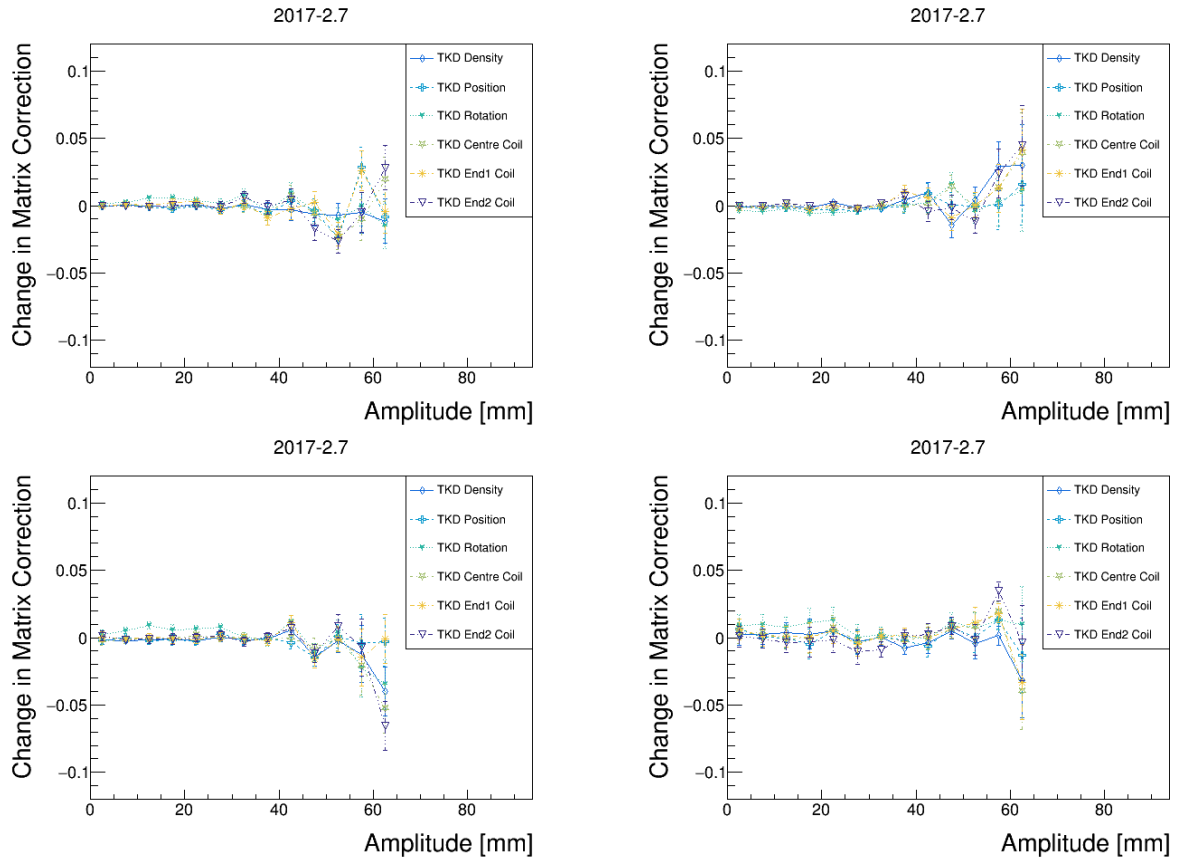 2017-2.7
Change in Matrix Correction
0.1
0.05
0
−0.05
−0.1
0 20 40 60 80
Amplitude [mm]
TKD Density
TKD Position
TKD Rotation
TKD Centre Coil
TKD End1 Coil
TKD End2 Coil
2017-2.7
Change in Matrix Correction
0.1
0.05
0
−0.05
−0.1
0 20 40 60 80
Amplitude [mm]
TKD Density
TKD Position
TKD Rotation
TKD Centre Coil
TKD End1 Coil
TKD End2 Coil
2017-2.7
Change in Matrix Correction
0.1
0.05
0
−0.05
−0.1
0 20 40 60 80
Amplitude [mm]
TKD Density
TKD Position
TKD Rotation
TKD Centre Coil
TKD End1 Coil
TKD End2 Coil
2017-2.7
Change in Matrix Correction
0.1
0.05
0
−0.05
−0.1
0 20 40 60 80
Amplitude [mm]
TKD Density
TKD Position
TKD Rotation
TKD Centre Coil
TKD End1 Coil
TKD End2 Coil